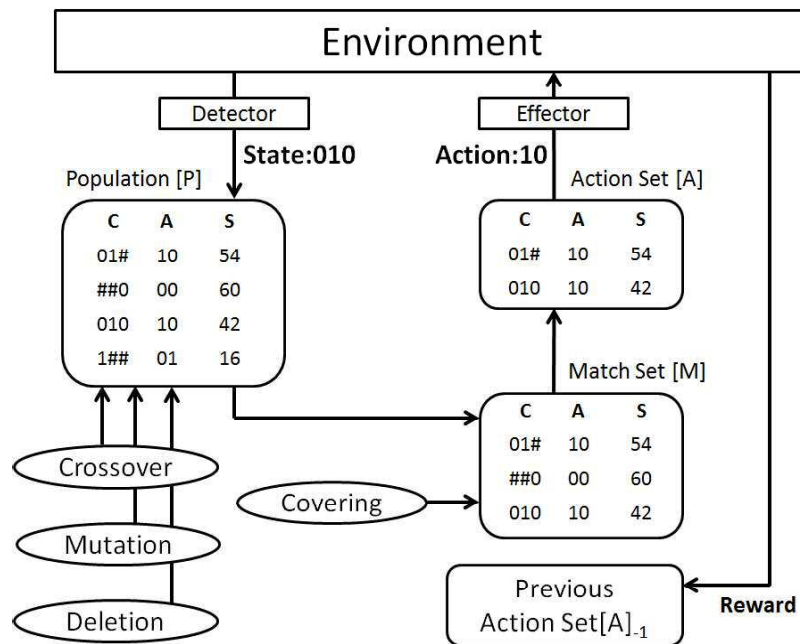 Environment
Detector
Effector
State:010
Action:10
Population [P]
C A S
01# 10 54
##0 00 60
010 10 42
1## 01 16
Action Set [A]
C A S
01# 10 54
010 10 42
Match Set [M]
C A S
01# 10 54
##0 00 60
010 10 42
Crossover
Mutation
Deletion
Covering
Previous
Action Set[A]-1
Reward